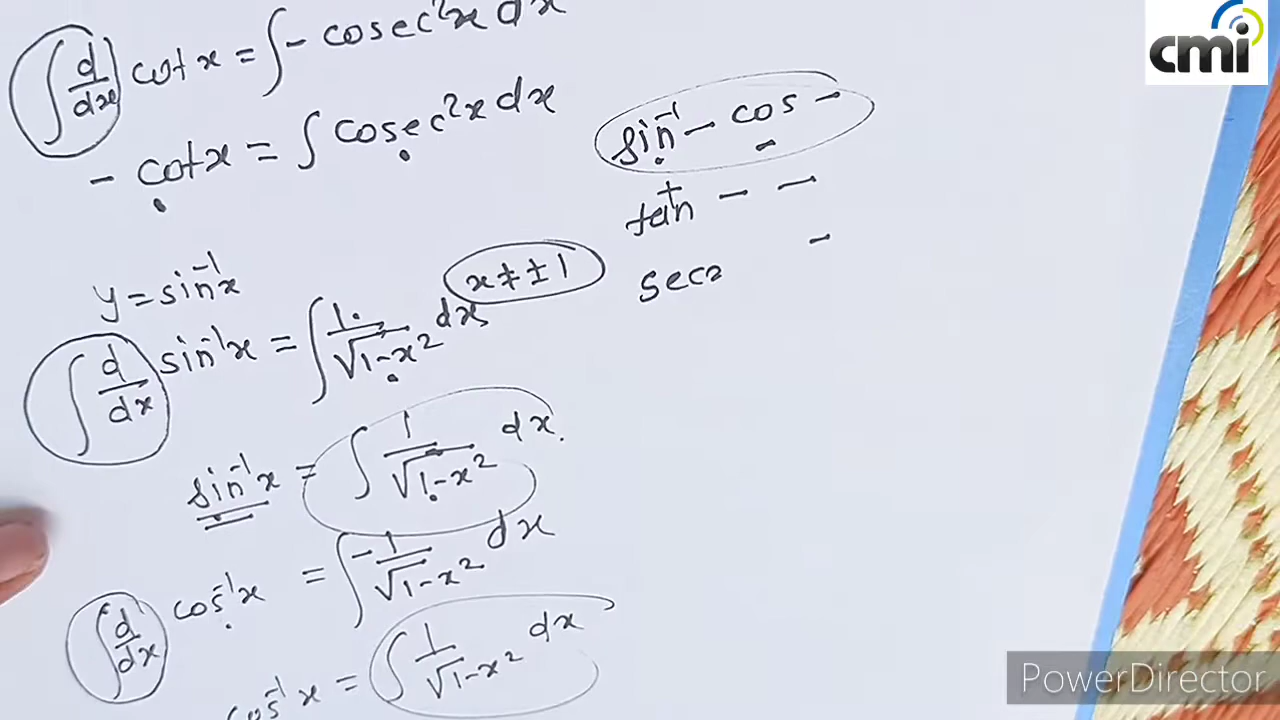 ∫ d/dx cot x = ∫ - cosec²x dx
- cot x = ∫ cosec²x dx
y = sin⁻¹x
∫ d/dx sin⁻¹x = ∫ 1/√1-x² dx, x ≠ ± 1
sin⁻¹x = ∫ 1/√1-x² dx.
∫ d/dx cos⁻¹x = ∫ -1/√1-x² dx
cos⁻¹x = ∫ 1/√1-x² dx
sin⁻¹ - cos -
tan - -
-
cmi
PowerDirector